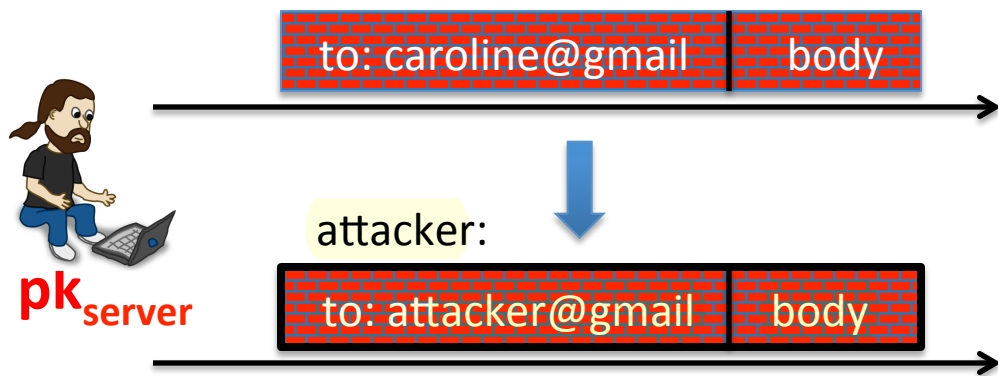 to: caroline@gmail body
attacker:
pkserver
to: attacker@gmail body